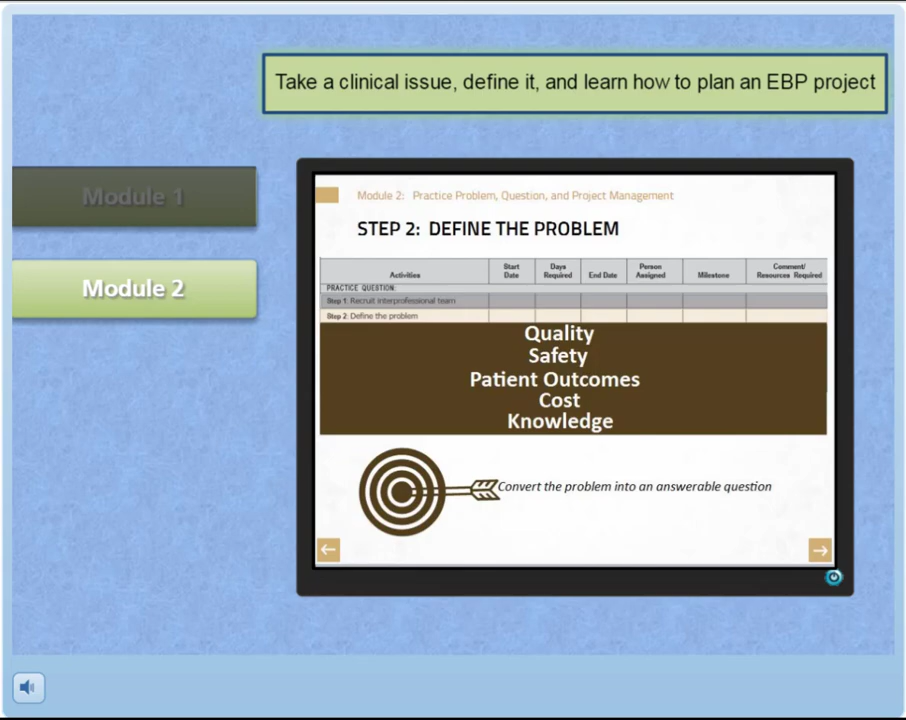 Take a clinical issue, define it, and learn how to plan an EBP project
Module 1
Module 2
Module 2: Practice Problem, Question, and Project Management
STEP 2: DEFINE THE PROBLEM
Activities
Start Date
Days Required
End Date
Person Assigned
Milestone
Comment/ Resources Required
PRACTICE QUESTION:
Step 1: Recruit interprofessional team
Step 2: Define the problem
Quality
Safety
Patient Outcomes
Cost
Knowledge
Convert the problem into an answerable question